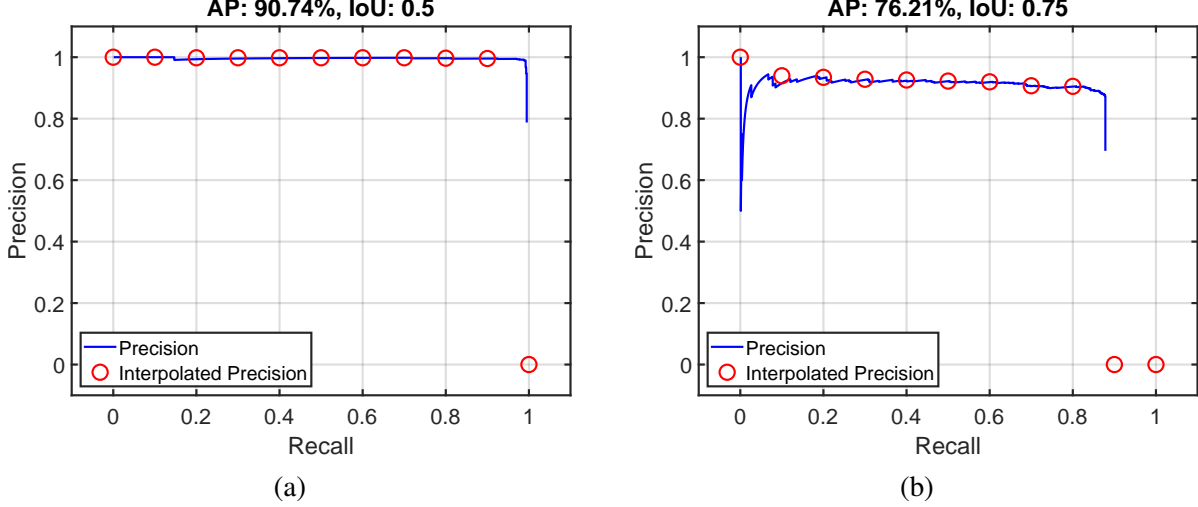 AP: 90.74%, IoU: 0.5
1
0.8
0.6
0.4
0.2
0
Precision
Precision
Interpolated Precision
0 0.2 0.4 0.6 0.8 1
Recall
(a)
AP: 76.21%, IoU: 0.75
1
0.8
0.6
0.4
0.2
0
Precision
Precision
Interpolated Precision
0 0.2 0.4 0.6 0.8 1
Recall
(b)